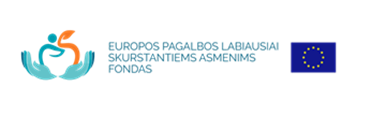 EUROPOS PAGALBOS LABIAUSIAI
SKURSTANTIEMS ASMENIMS
FONDAS